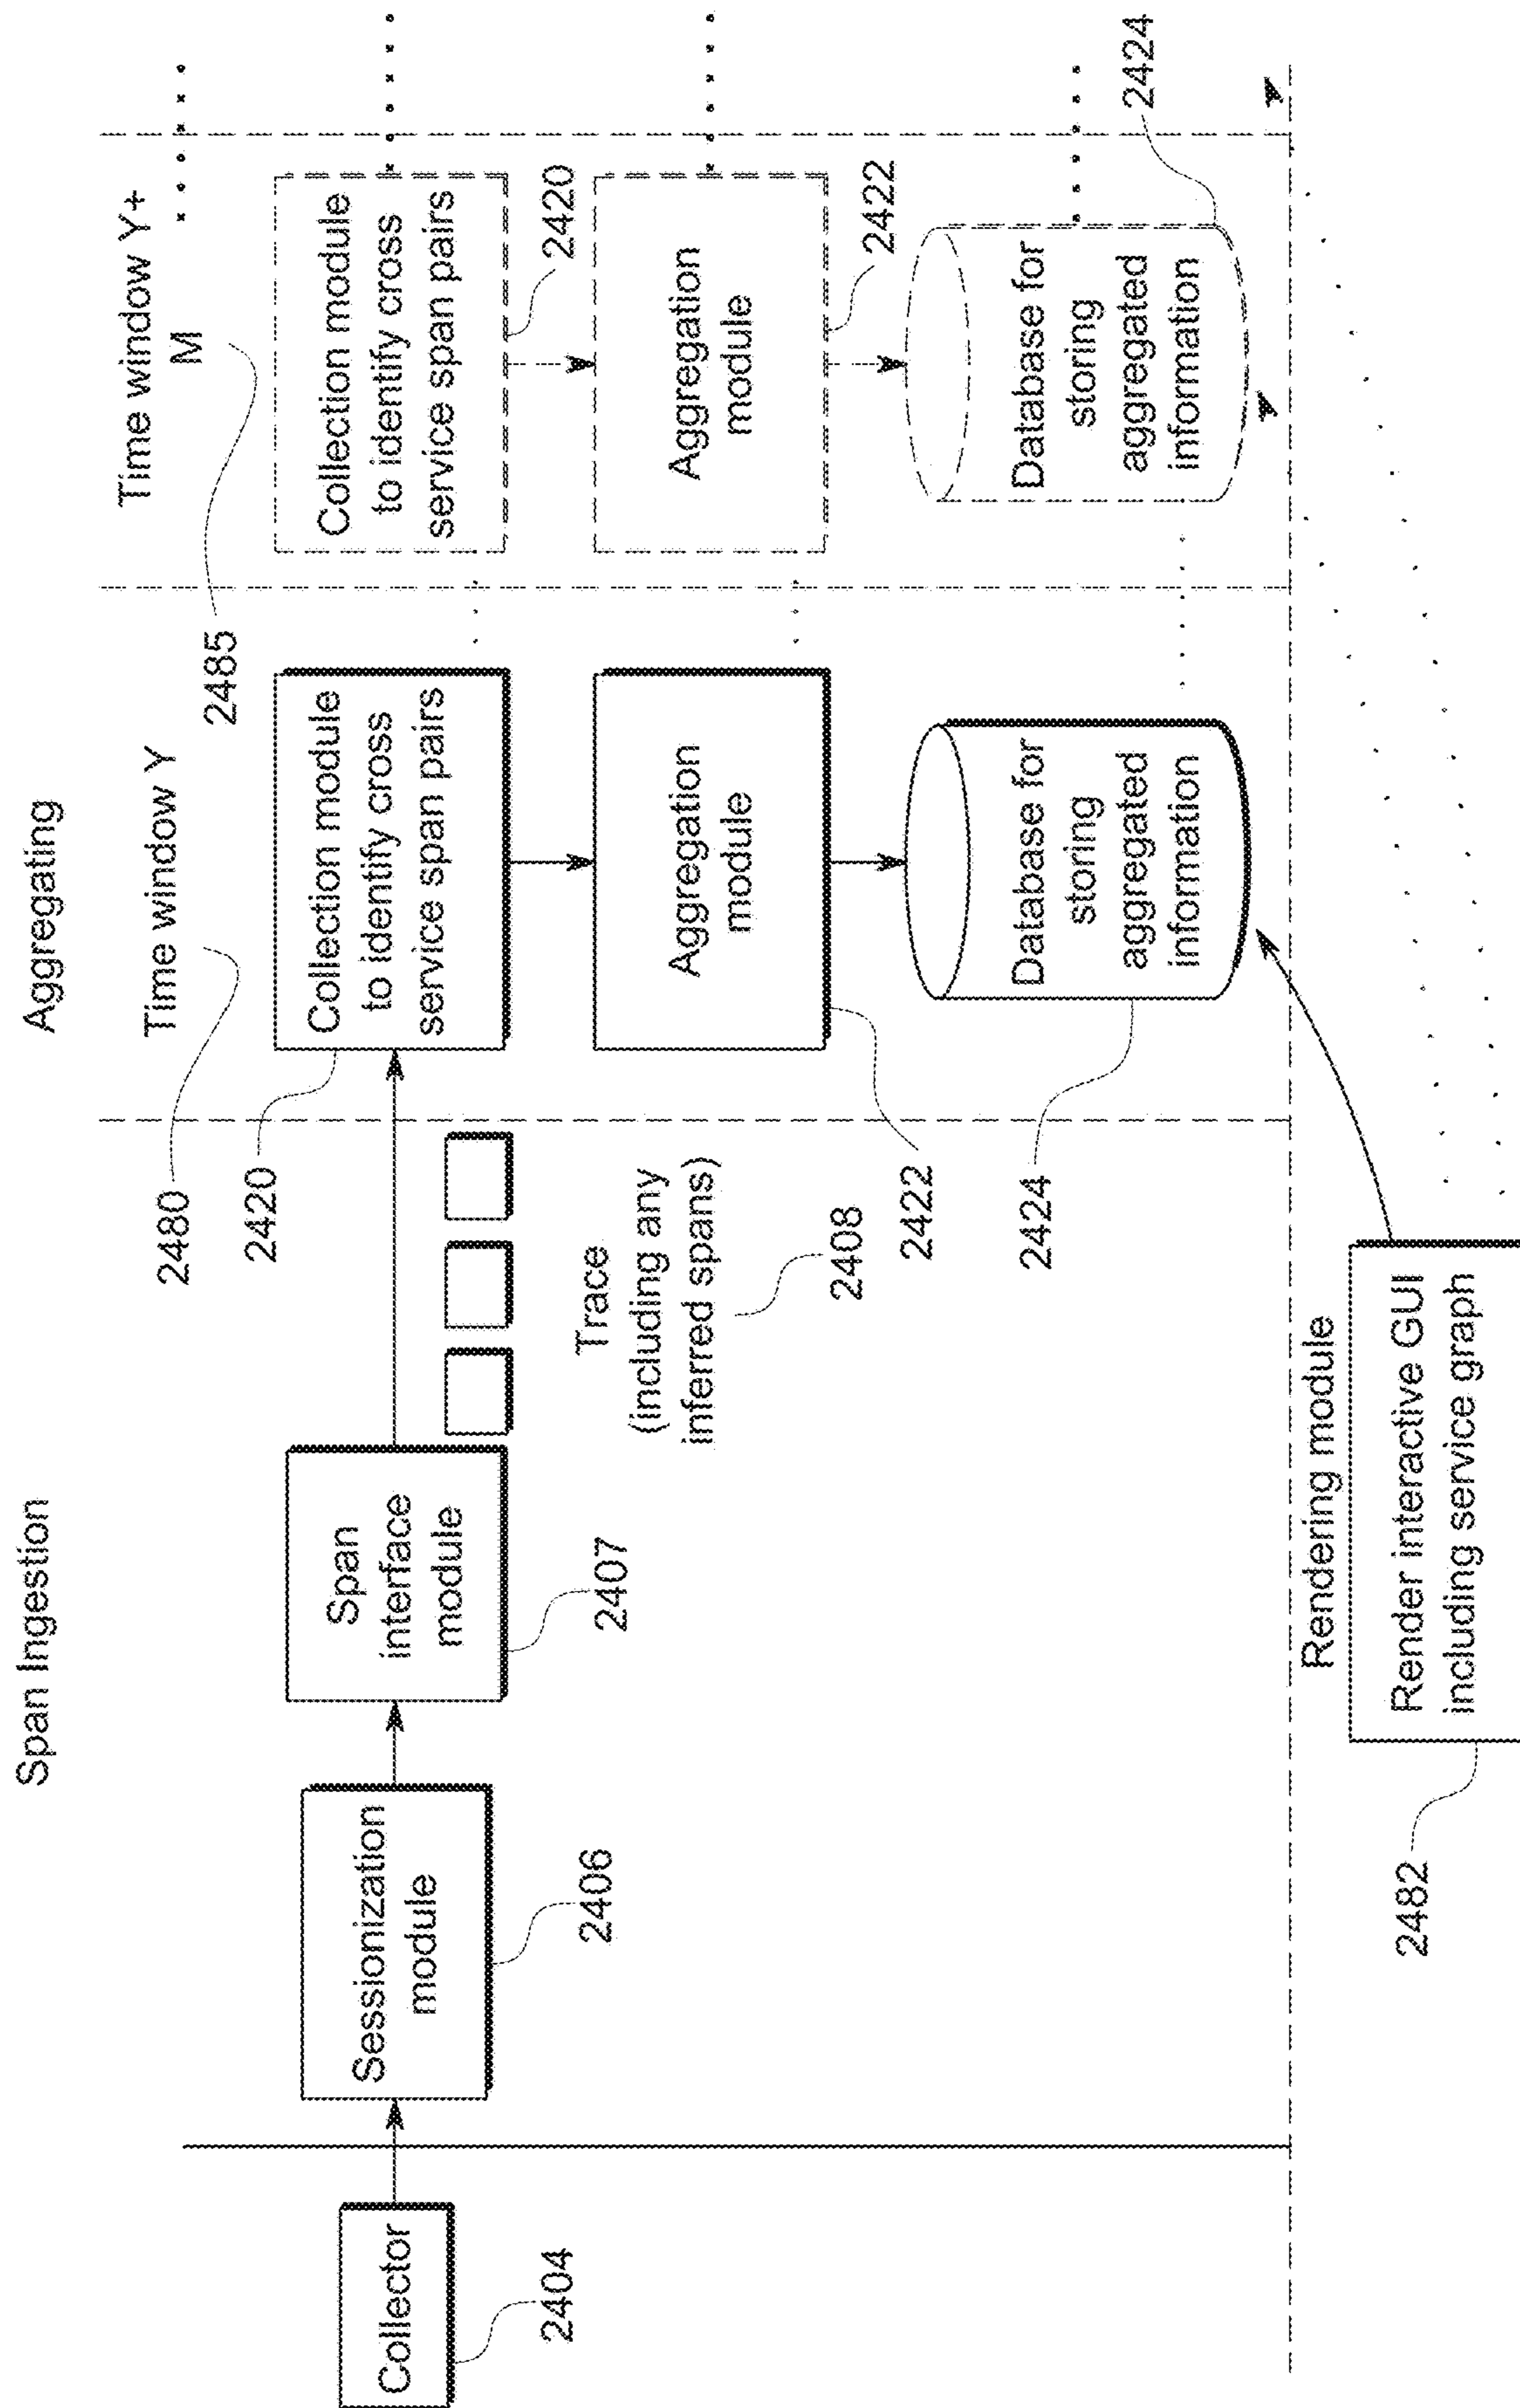 Span Ingestion
Aggregating
Time window Y
Time window Y+
M
2480
2485
Collector
2404
Sessionization
module
2406
Span
interface
module
2407
Trace
(including any
inferred spans)
2408
Collection module
to identify cross
service span pairs
2420
Aggregation
module
2422
Database for
storing
aggregated
information
2424
Collection module
to identify cross
service span pairs
2420
Aggregation
module
2422
Database for
storing
aggregated
information
2424
Rendering module
Render interactive GUI
including service graph
2482